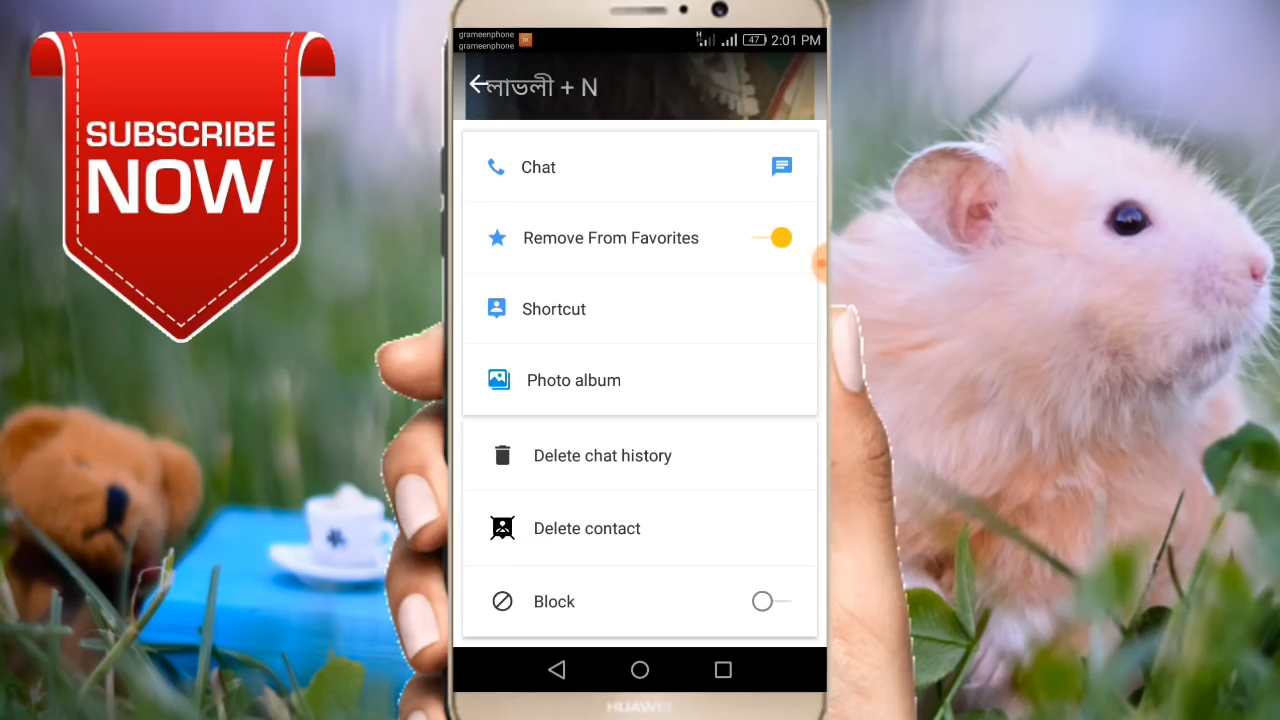 SUBSCRIBE
NOW
grameenphone
grameenphone
H
47
2:01 PM
লাভলী + N
Chat
Remove From Favorites
Shortcut
Photo album
Delete chat history
Delete contact
Block
HUAWEI